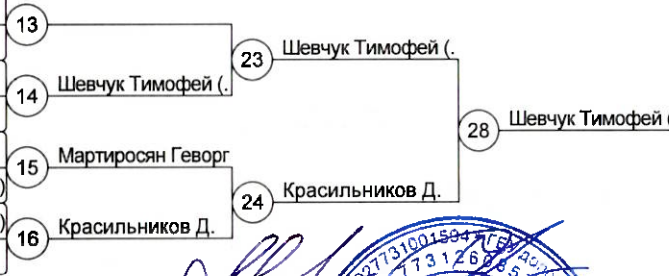 13
Шевчук Тимофей (.
23
14
Шевчук Тимофей (.
Шевчук Тимофей (
28
15
Мартиросян Геворг
24
Красильников Д.
16
Красильников Д.